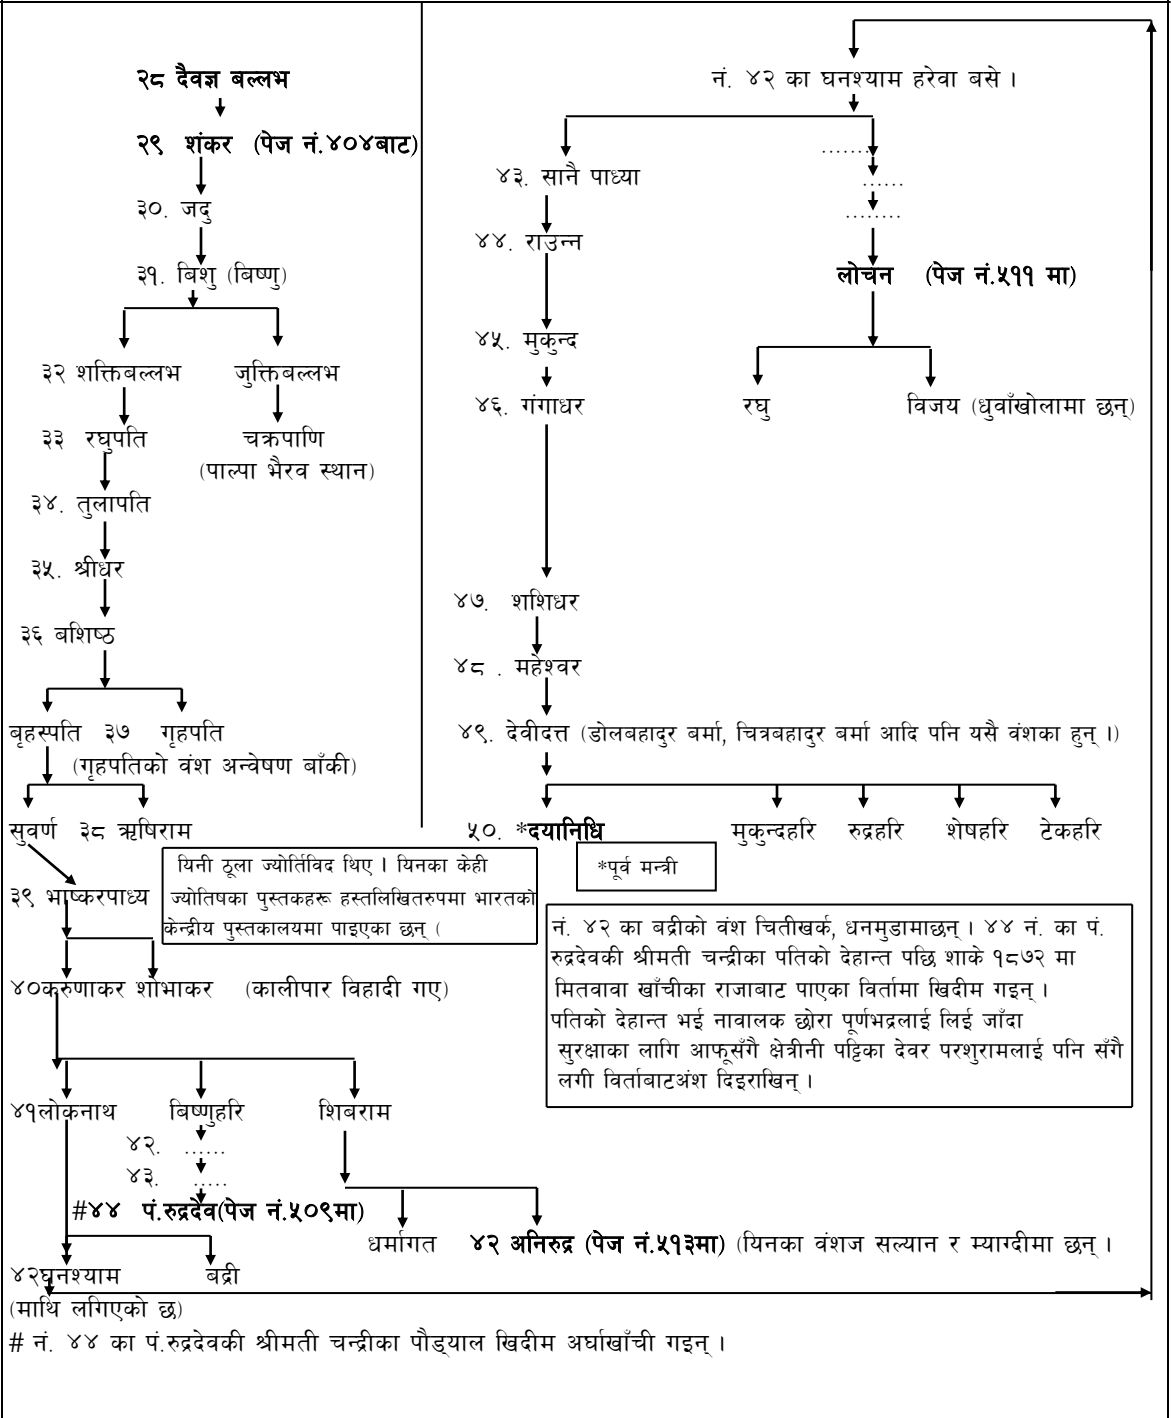 २८ दैवज्ञ बल्लभ
२९ शंकर (पेज नं.४०४बाट)
३०. जदु
३१. बिशु (बिष्णु)
३२ शक्तिबल्लभ जुक्तिबल्लभ
३३ रघुपति चक्रपाणि
(पाल्पा भैरव स्थान)
३४. तुलापति
३५. श्रीधर
३६ बशिष्ठ
बृहस्पति ३७ गृहपति
(गृहपतिको वंश अन्वेषण बाँकी)
सुवर्ण ३८ ऋषिराम
यिनी ठूला ज्योर्तिविद थिए । यिनका केही
ज्योतिषका पुस्तकहरू हस्तलिखितरुपमा भारतको
केन्द्रीय पुस्तकालयमा पाइएका छन् (
३९ भाष्करपाध्य
४०करुणाकर शोभाकर (कालीपार विहादी गए)
४१लोकनाथ बिष्णुहरि शिबराम
४२. ......
४३. .....
#४४ पं.रुद्रदेव(पेज नं.५०९मा)
धर्मागत ४२ अनिरुद्र (पेज नं.५१३मा) (यिनका वंशज सल्यान र म्याग्दीमा छन् ।
४२घनश्याम बद्री
(माथि लगिएको छ)
# नं. ४४ का पं.रुद्रदेवकी श्रीमती चन्द्रीका पौड्याल खिदीम अर्घाखाँची गइन् ।
नं. ४२ का घनश्याम हरेवा बसे ।
.......
४३. सानै पाध्या ......
........
४४. राउन्न
लोचन (पेज नं.५११ मा)
४५. मुकुन्द
४६. गंगाधर रघु विजय (धुवाँखोलामा छन्)
४७. शशिधर
४८ . महेश्वर
४९. देवीदत्त (डोलबहादुर बर्मा, चित्रबहादुर बर्मा आदि पनि यसै वंशका हुन् ।)
५०. *दयानिधि मुकुन्दहरि रुद्रहरि शेषहरि टेकहरि
*पूर्व मन्त्री
नं. ४२ का बद्रीको वंश चितीखर्क, धनमुडामाछन् । ४४ नं. का पं.
रुद्रदेवकी श्रीमती चन्द्रीका पतिको देहान्त पछि शाके १८७२ मा
मितवावा खाँचीका राजाबाट पाएका विर्तामा खिदीम गइन् ।
पतिको देहान्त भई नावालक छोरा पूर्णभद्रलाई लिई जाँदा
सुरक्षाका लागि आफूसँगै क्षेत्रीनी पट्टिका देवर परशुरामलाई पनि सँगै
लगी विर्ताबाटअंश दिइराखिन् ।